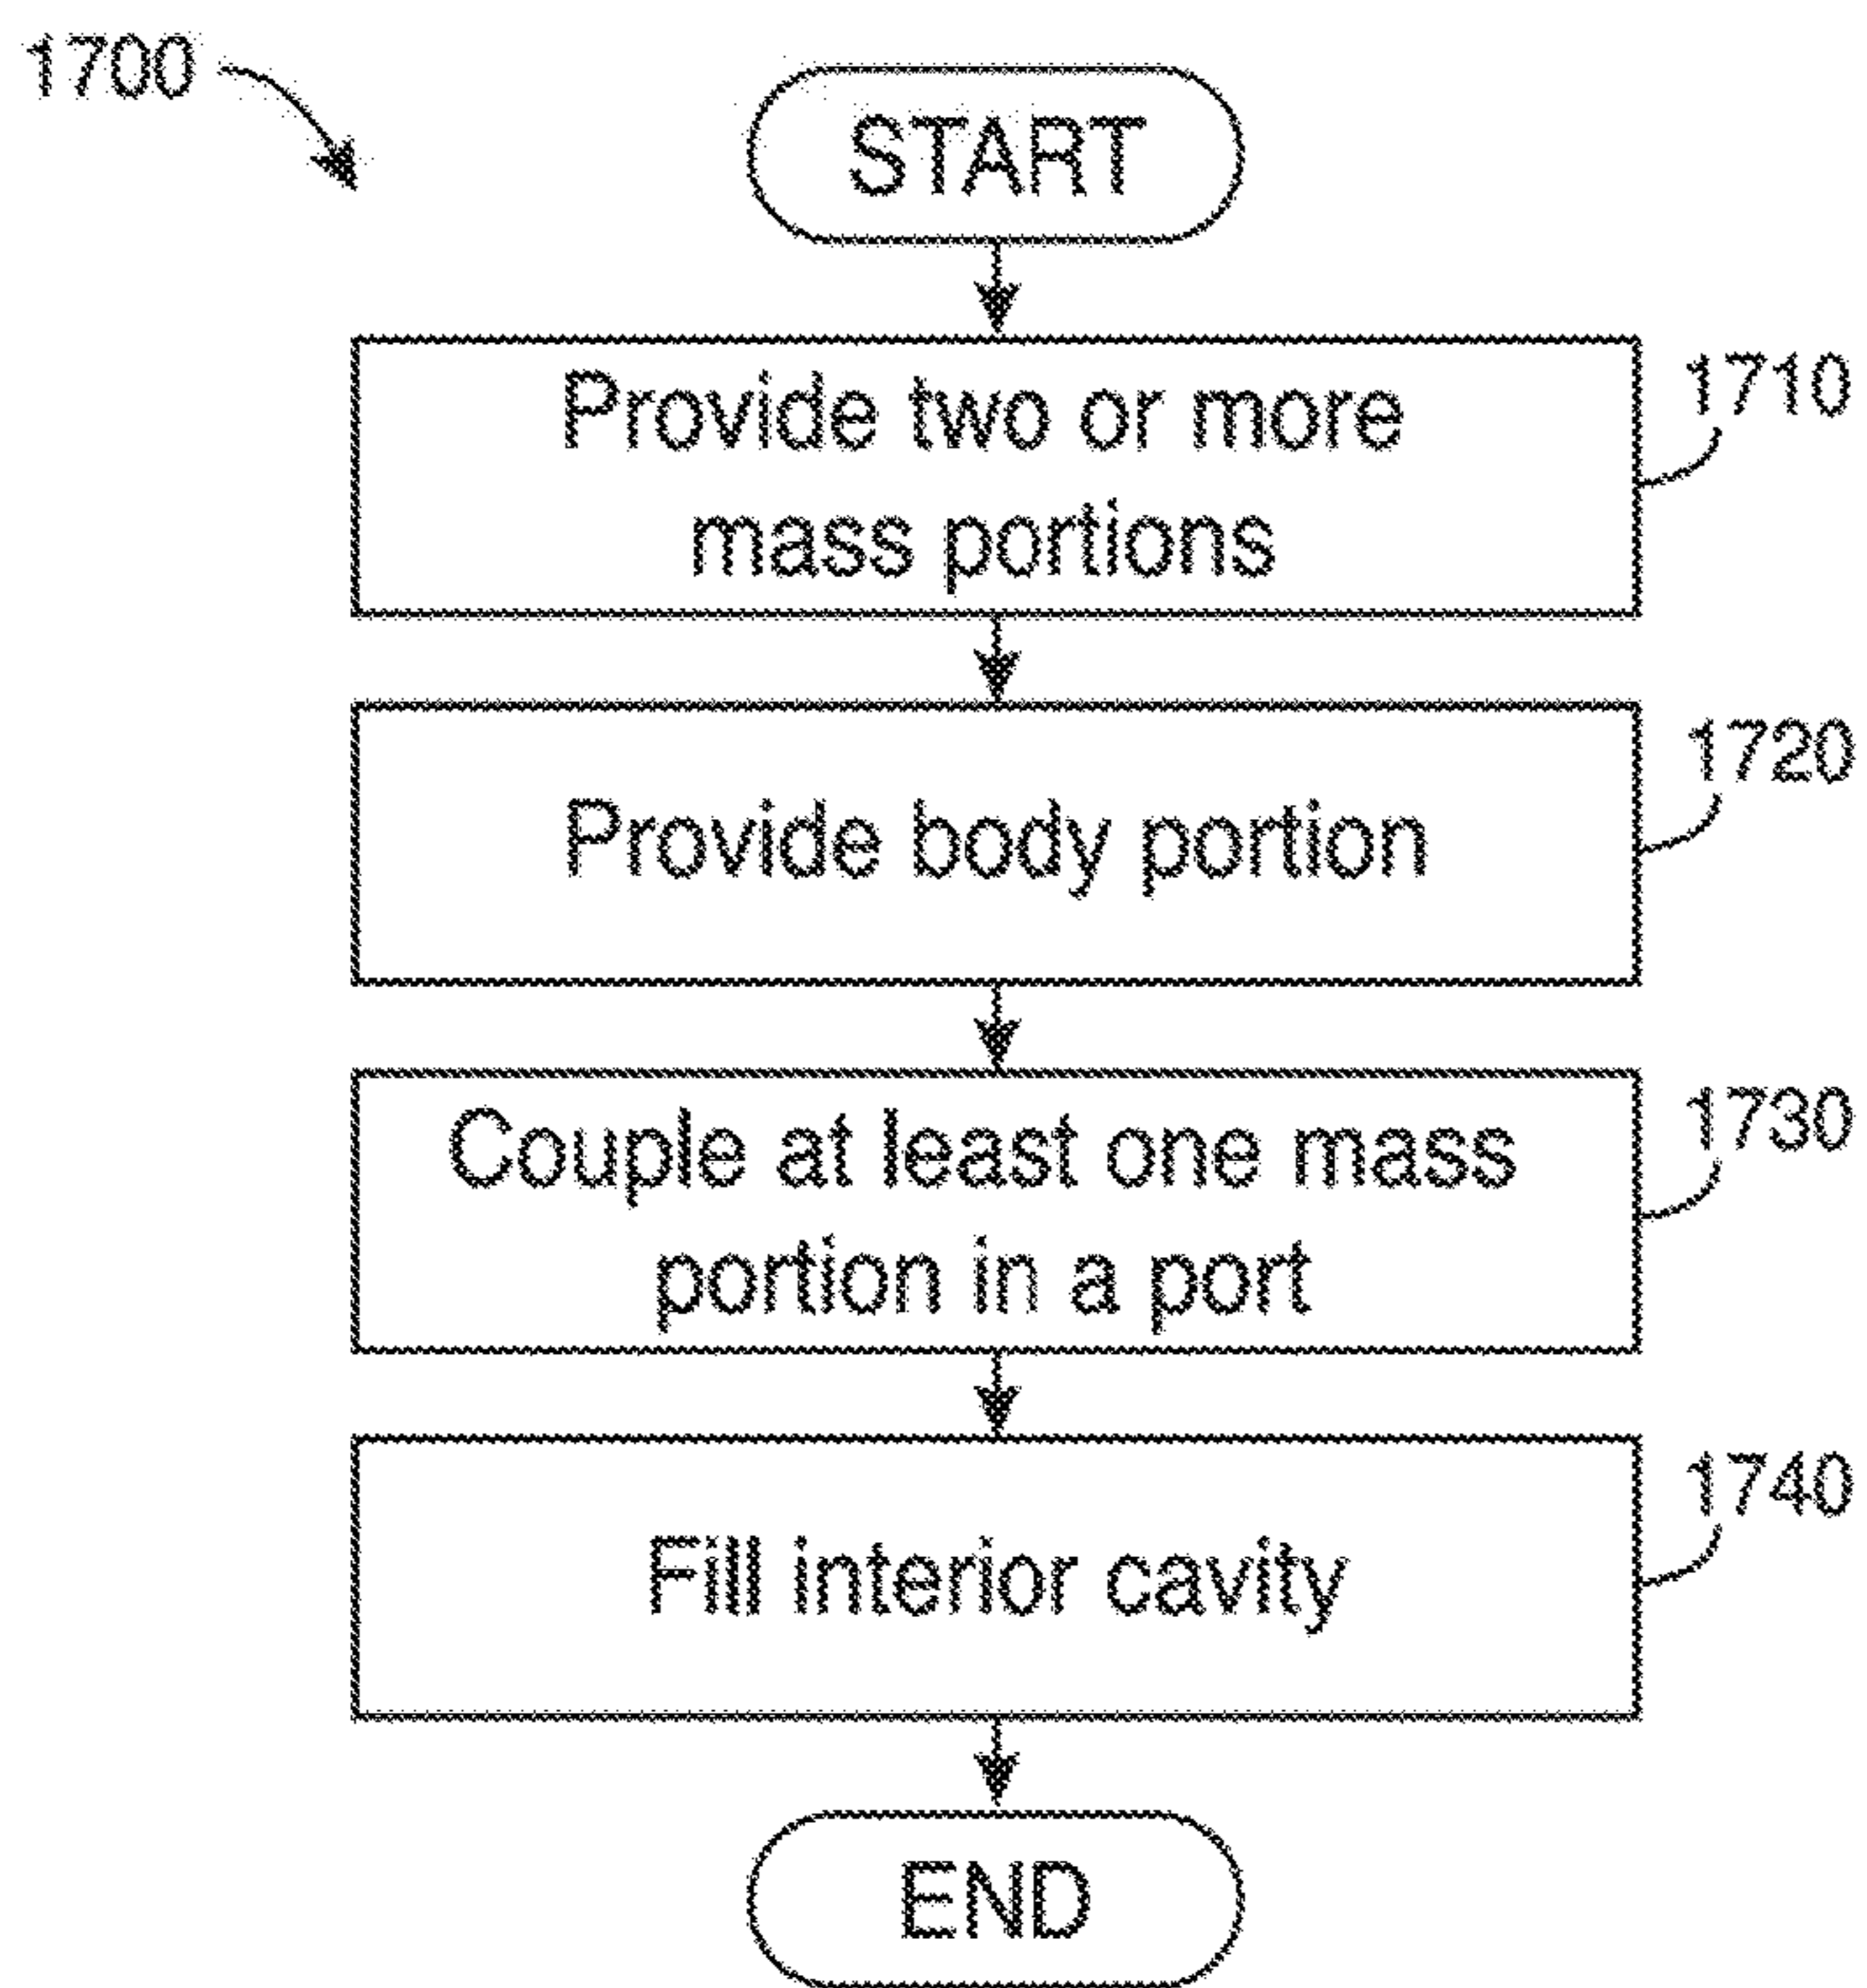 1700
START
Provide two or more
mass portions
1710
Provide body portion
1720
Couple at least one mass
portion in a port
1730
Fill interior cavity
1740
END